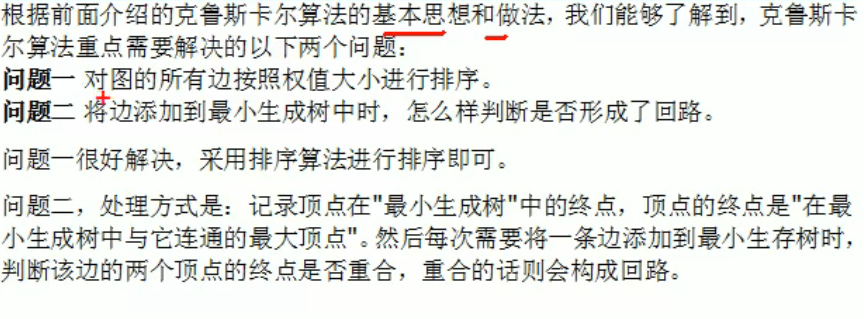 根据前面介绍的克鲁斯卡尔算法的基本思想和做法，我们能够了解到，克鲁斯卡
尔算法重点需要解决的以下两个问题：
问题一 对图的所有边按照权值大小进行排序。
问题二 将边添加到最小生成树中时，怎么样判断是否形成了回路。
问题一很好解决，采用排序算法进行排序即可。
问题二，处理方式是：记录顶点在"最小生成树"中的终点，顶点的终点是"在最
小生成树中与它连通的最大顶点"。然后每次需要将一条边添加到最小生存树时，
判断该边的两个顶点的终点是否重合，重合的话则会构成回路。